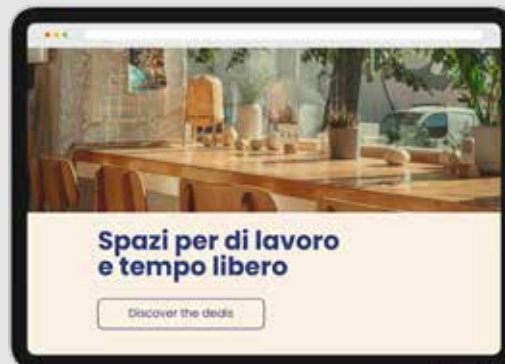 Spazi per di lavoro
e tempo libero
Discover the deals